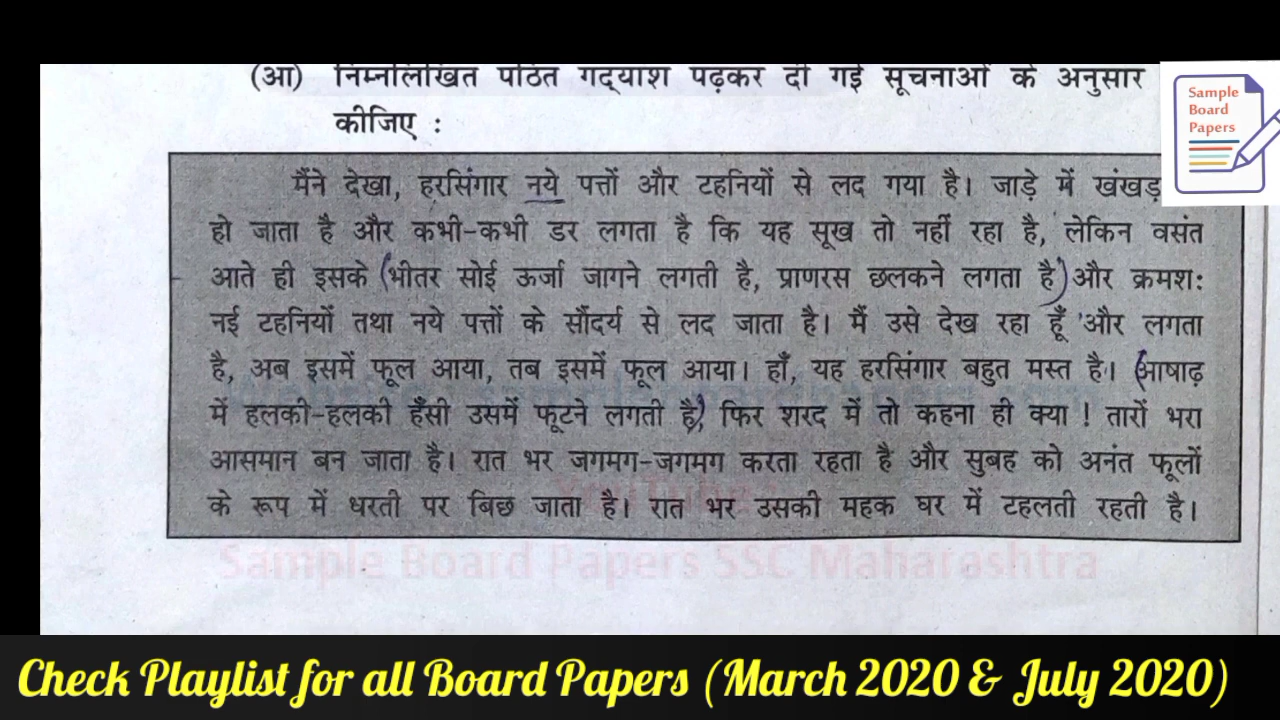 (आ) निम्नलिखित पठित गद्यांश पढ़कर दी गई सूचनाओं के अनुसार
कीजिए :
Sample
Board
Papers
मैंने देखा, हरसिंगार नये पत्तों और टहनियों से लद गया है। जाड़े में खंखड़
हो जाता है और कभी-कभी डर लगता है कि यह सूख तो नहीं रहा है, लेकिन वसंत
आते ही इसके (भीतर सोई ऊर्जा जागने लगती है, प्राणरस छलकने लगता है) और क्रमश:
नई टहनियों तथा नये पत्तों के सौंदर्य से लद जाता है। मैं उसे देख रहा हूँ और लगता
है, अब इसमें फूल आया, तब इसमें फूल आया। हाँ, यह हरसिंगार बहुत मस्त है। (आषाढ़
में हलकी-हलकी हँसी उसमें फूटने लगती है), फिर शरद में तो कहना ही क्या ! तारों भरा
आसमान बन जाता है। रात भर जगमग-जगमग करता रहता है और सुबह को अनंत फूलों
के रूप में धरती पर बिछ जाता है। रात भर उसकी महक घर में टहलती रहती है।
YouTube :
Sample Board Papers SSC Maharashtra
Check Playlist for all Board Papers (March 2020 & July 2020)